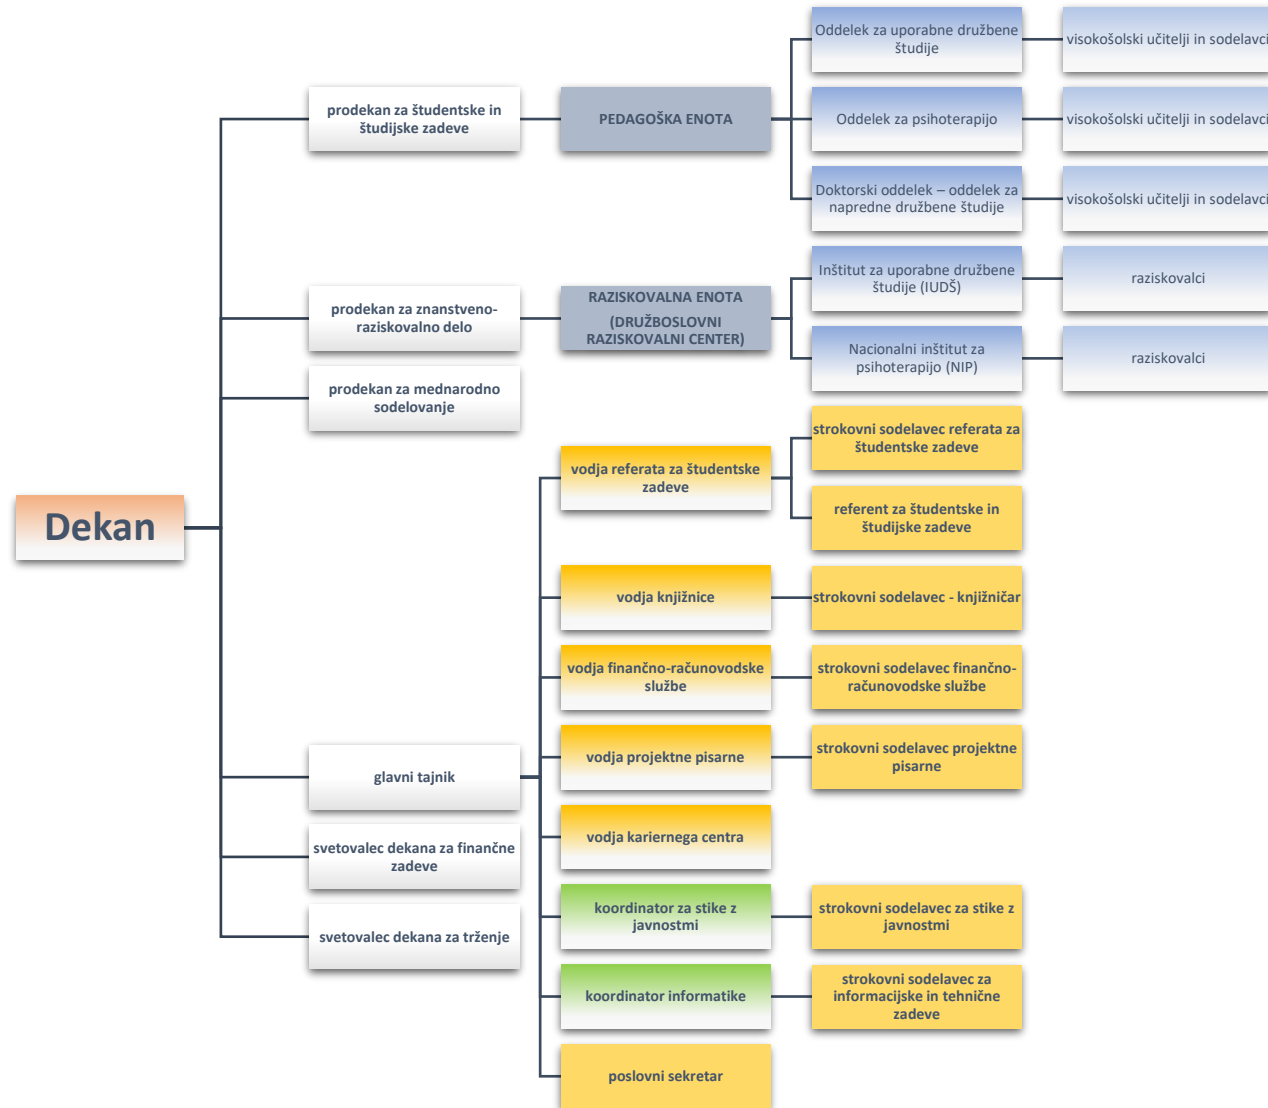 Oddelek za uporabne družbene
študije
visokošolski učitelji in sodelavci
prodekan za študentske in
študijske zadeve
PEDAGOŠKA ENOTA
Oddelek za psihoterapijo
visokošolski učitelji in sodelavci
Doktorski oddelek – oddelek za
napredne družbene študije
visokošolski učitelji in sodelavci
prodekan za znanstveno-
raziskovalno delo
RAZISKOVALNA ENOTA
(DRUŽBOSLOVNI
RAZISKOVALNI CENTER)
Inštitut za uporabne družbene
študije (IUDŠ)
raziskovalci
Nacionalni inštitut za
psihoterapijo (NIP)
raziskovalci
prodekan za mednarodno
sodelovanje
Dekan
glavni tajnik
vodja referata za študentske
zadeve
strokovni sodelavec referata za
študentske zadeve
referent za študentske in
študijske zadeve
vodja knjižnice
strokovni sodelavec - knjižničar
vodja finančno-računovodske
službe
strokovni sodelavec finančno-
računovodske službe
vodja projektne pisarne
strokovni sodelavec projektne
pisarne
vodja kariernega centra
koordinator za stike z
javnostmi
strokovni sodelavec za stike z
javnostmi
koordinator informatike
strokovni sodelavec za
informacijske in tehnične
zadeve
poslovni sekretar
svetovalec dekana za finančne
zadeve
svetovalec dekana za trženje